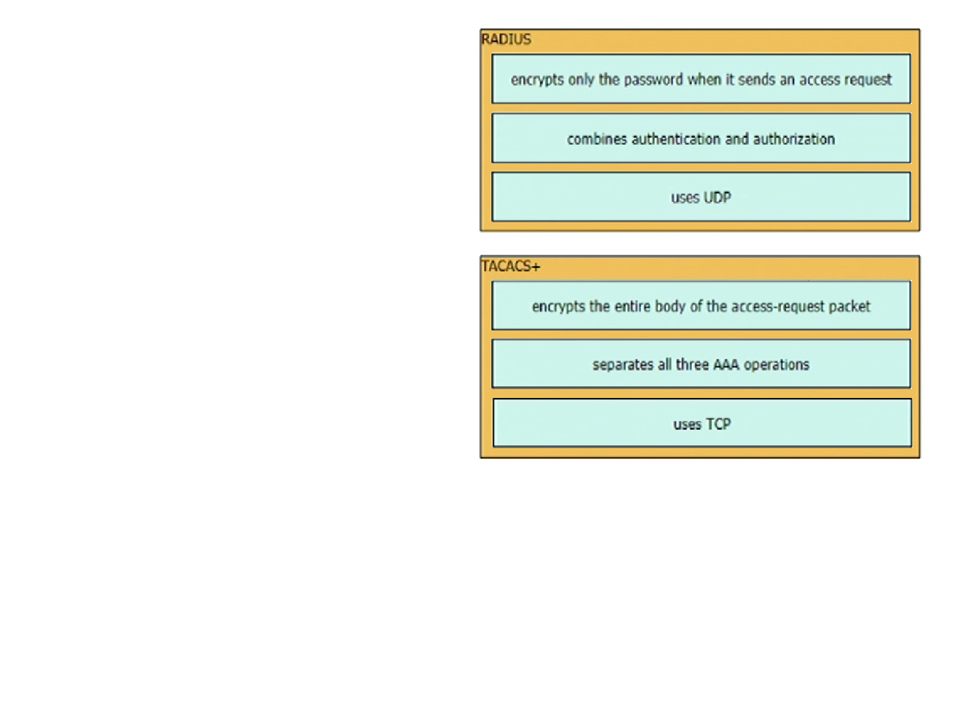 RADIUS
encrypts only the password when it sends an access request
combines authentication and authorization
uses UDP
TACACS+
encrypts the entire body of the access-request packet
separates all three AAA operations
uses TCP